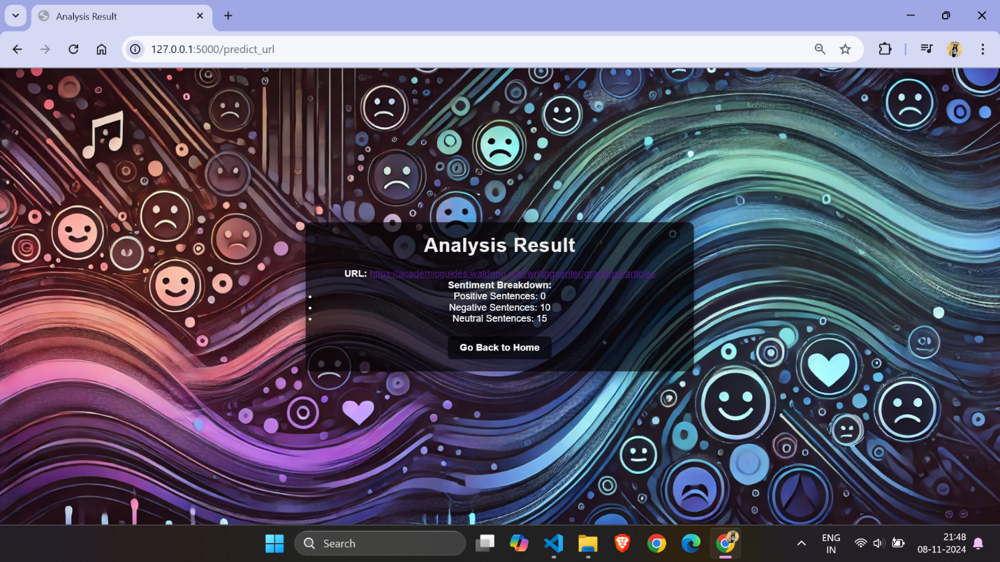 Analysis Result
127.0.0.1:5000/predict_url
Analysis Result
URL: https://academicguides.waldenu.edu/writingcenter/grammar/articles
Sentiment Breakdown:
Positive Sentences: 0
Negative Sentences: 10
Neutral Sentences: 15
Go Back to Home
Search
ENG
IN
21:48
08-11-2024